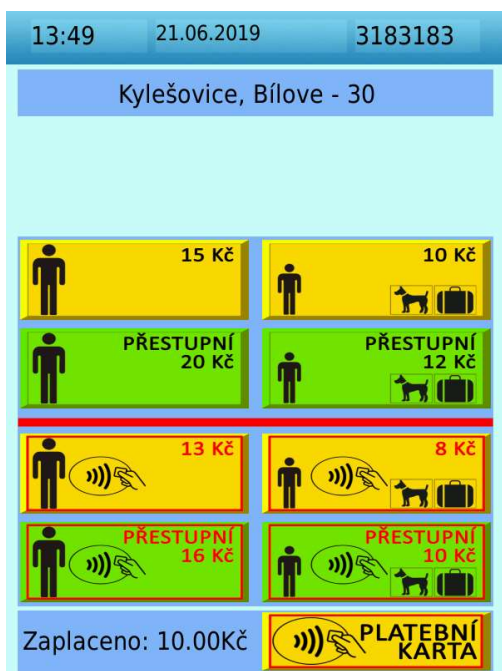 13:49 21.06.2019 3183183
Kylešovice, Bílove - 30
15 Kč
10 Kč
PŘESTUPNÍ
20 Kč
PŘESTUPNÍ
12 Kč
13 Kč
8 Kč
PŘESTUPNÍ
16 Kč
PŘESTUPNÍ
10 Kč
Zaplaceno: 10.00Kč
PLATEBNÍ
KARTA